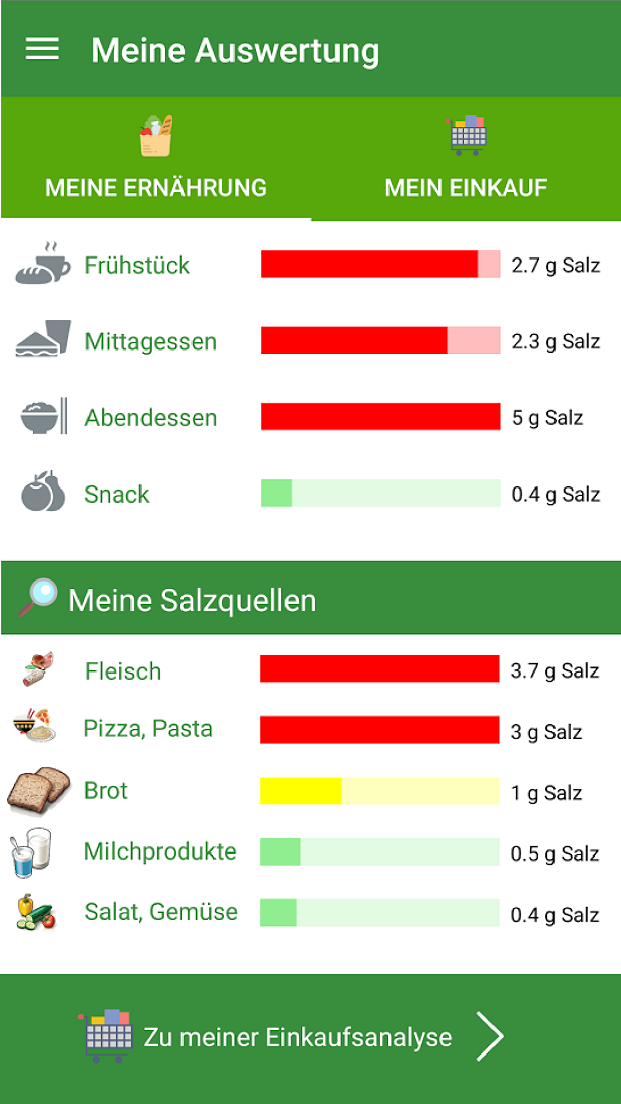 Meine Auswertung
MEINE ERNÄHRUNG
MEIN EINKAUF
Frühstück 2.7 g Salz
Mittagessen 2.3 g Salz
Abendessen 5 g Salz
Snack 0.4 g Salz
Meine Salzquellen
Fleisch 3.7 g Salz
Pizza, Pasta 3 g Salz
Brot 1 g Salz
Milchprodukte 0.5 g Salz
Salat, Gemüse 0.4 g Salz
Zu meiner Einkaufsanalyse